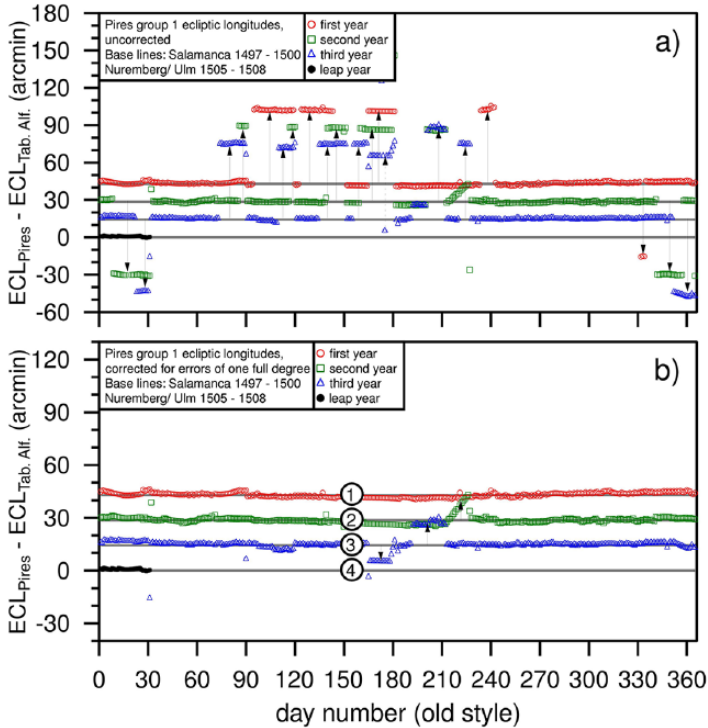 180
150
120
90
60
30
0
-30
-60
ECL_Pires - ECL_Tab. Alf. (arcmin)
Pires group 1 ecliptic longitudes,
uncorrected
Base lines: Salamanca 1497 - 1500
Nuremberg/ Ulm 1505 - 1508
first year
second year
third year
leap year
a)
120
90
60
30
0
-30
ECL_Pires - ECL_Tab. Alf. (arcmin)
Pires group 1 ecliptic longitudes,
corrected for errors of one full degree
Base lines: Salamanca 1497 - 1500
Nuremberg/ Ulm 1505 - 1508
first year
second year
third year
leap year
b)
1
2
3
4
0 30 60 90 120 150 180 210 240 270 300 330 360
day number (old style)